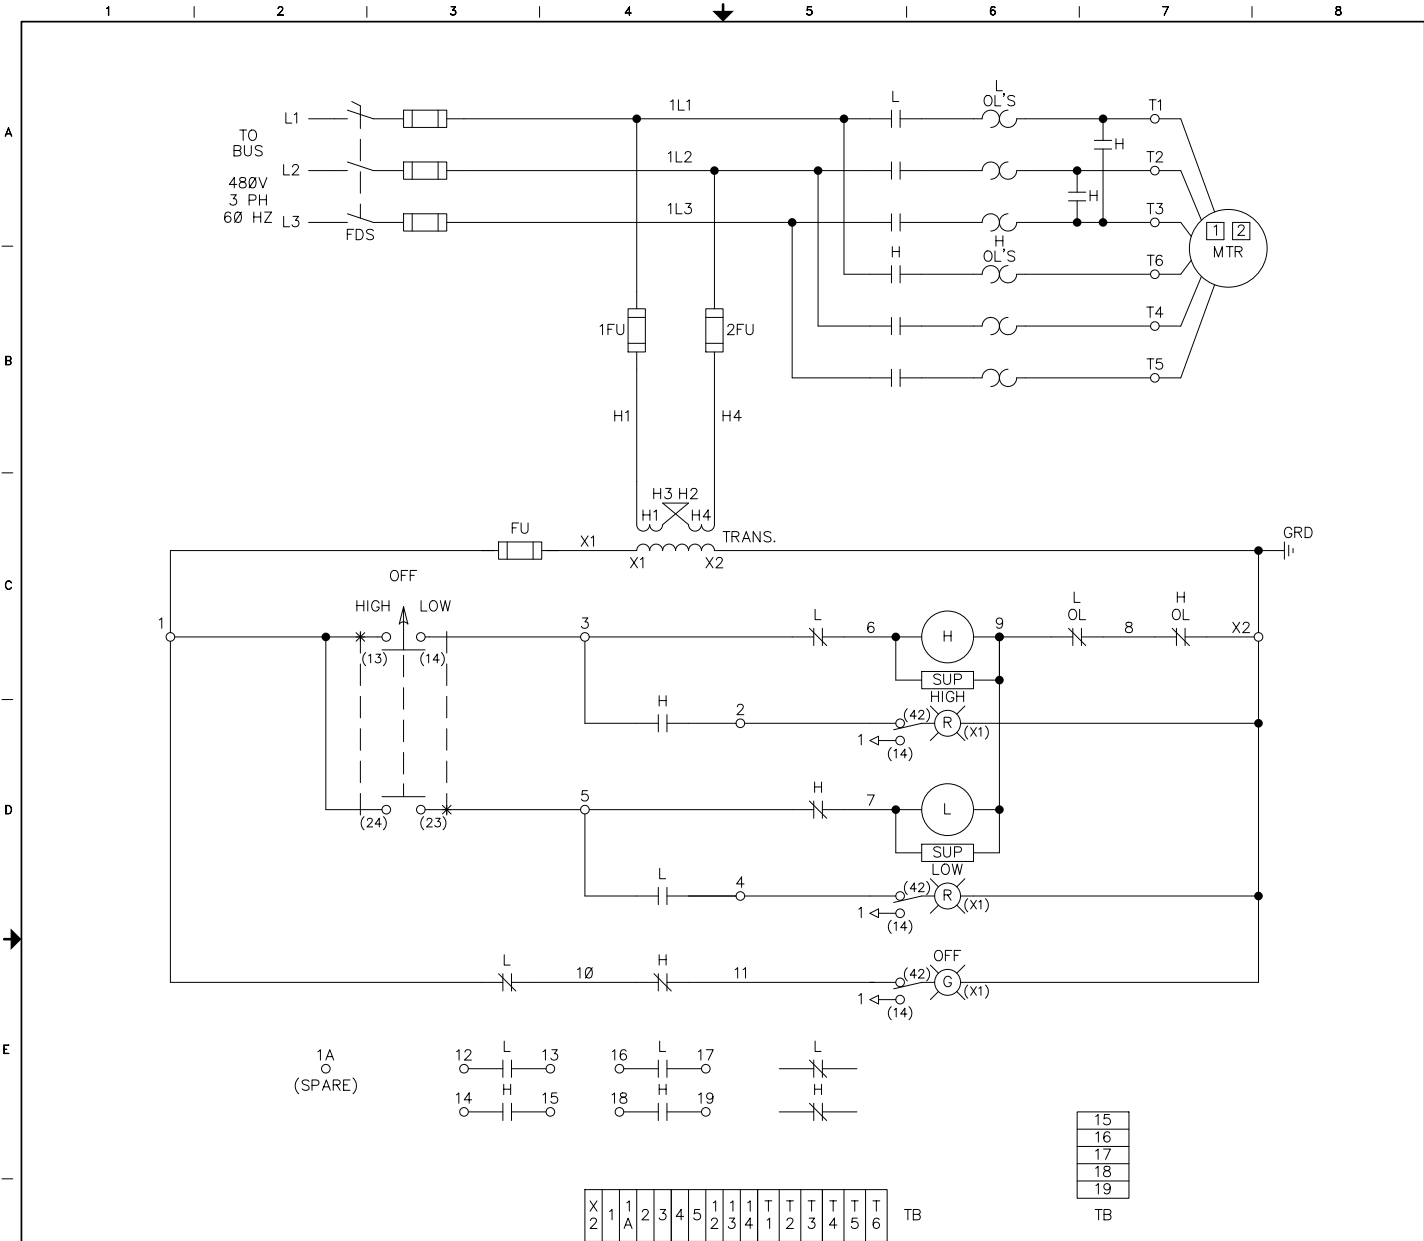 1 2 3 4 5 6 7 8
A
B
C
D
E
TO
BUS
480V
3 PH
60 HZ
L1
L2
L3
FDS
1L1
1L2
1L3
L
L
OL'S
H
H
T1
T2
T3
H
H
OL'S
T6
T4
T5
1 2
MTR
1FU
2FU
H1
H4
H3 H2
H1 H4
TRANS.
FU
X1
X1 X2
GRD
OFF
HIGH LOW
1
(13) (14)
3
L
6
H
9
L
OL
8
H
OL
X2
SUP
HIGH
H
2
(42)
R
(X1)
1
(14)
(24) (23)
5
H
7
L
SUP
LOW
L
4
(42)
R
(X1)
1
(14)
L
10
H
11
OFF
(42)
G
(X1)
1
(14)
1A
(SPARE)
12 L 13
14 H 15
16 L 17
18 H 19
L
H
15
16
17
18
19
TB
X2 1 1A 2 3 4 5 12 13 14 T1 T2 T3 T4 T5 T6 TB